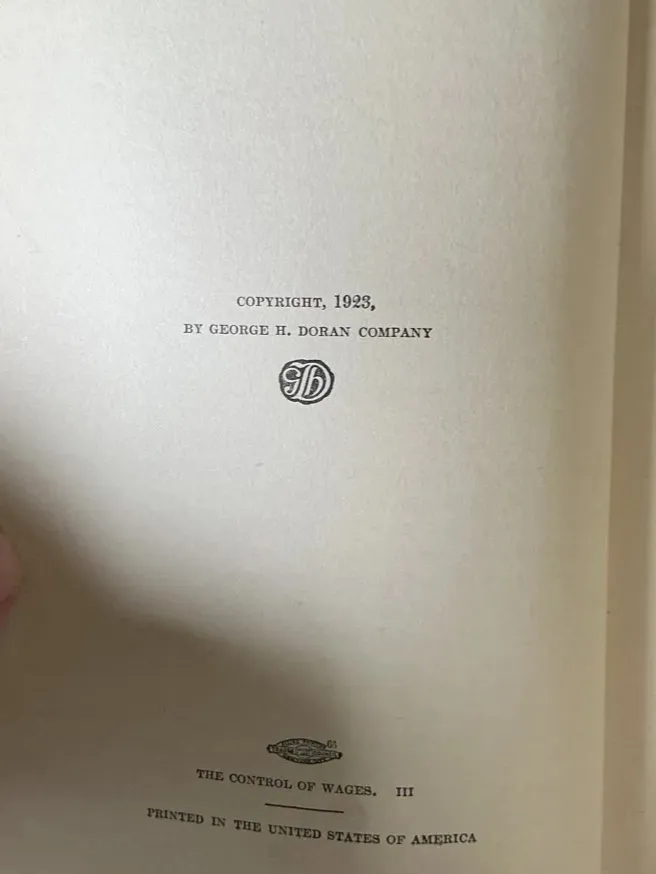 COPYRIGHT, 1923,
BY GEORGE H. DORAN COMPANY
THE CONTROL OF WAGES. III
PRINTED IN THE UNITED STATES OF AMERICA